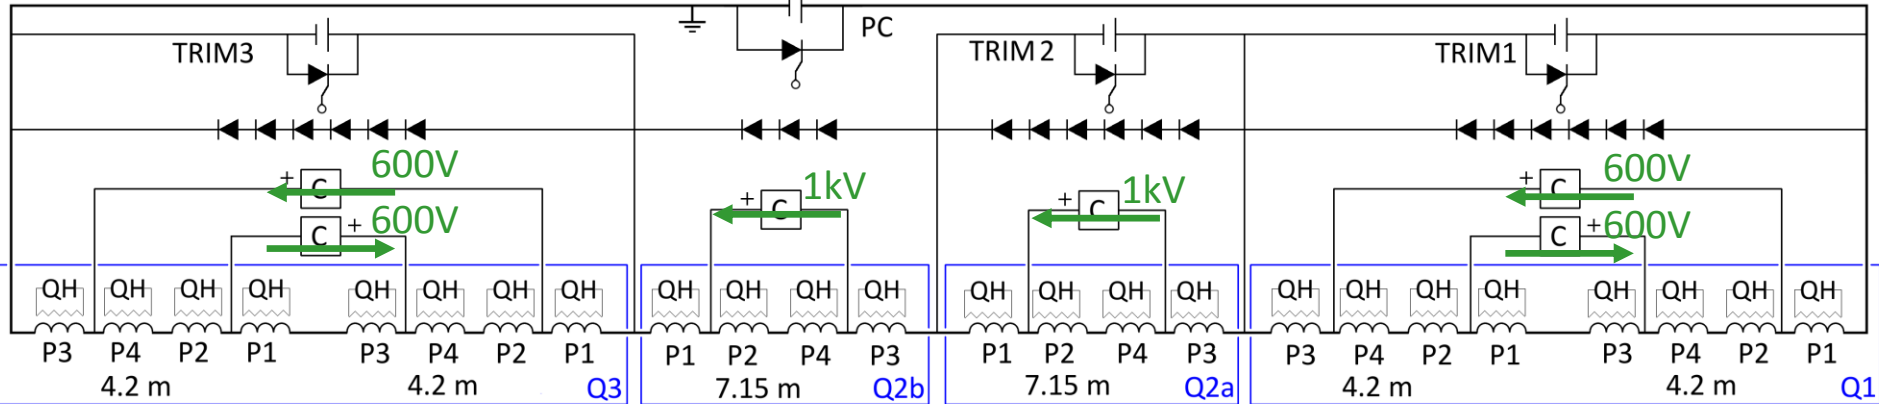 PC
TRIM3
TRIM 2
TRIM1
600V
600V
+ C
+ C 1kV
+ C 1kV
+ C
600V
C + 600V
C +
QH QH QH QH QH QH QH QH QH QH QH QH QH QH QH QH QH QH QH QH QH QH QH QH
P3 P4 P2 P1 P3 P4 P2 P1 P1 P2 P4 P3 P1 P2 P4 P3 P3 P4 P2 P1 P3 P4 P2 P1
4.2 m 4.2 m Q3 7.15 m Q2b 7.15 m Q2a 4.2 m 4.2 m Q1